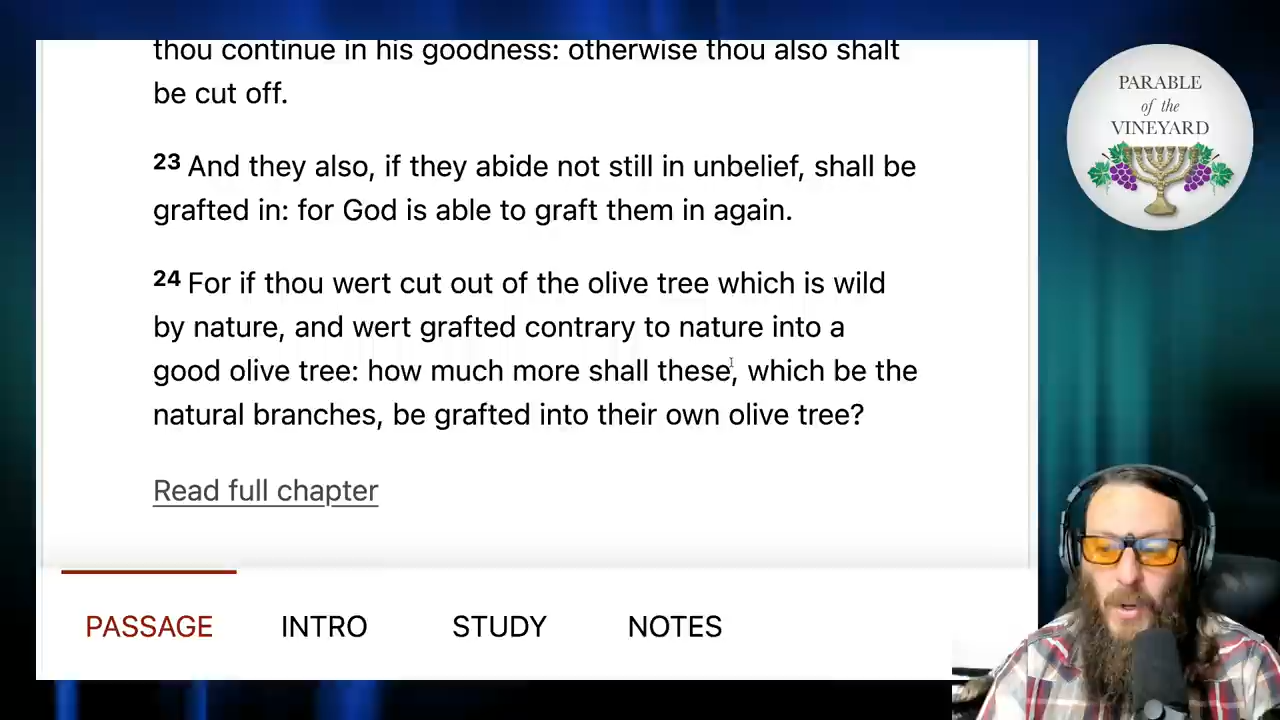 thou continue in his goodness: otherwise thou also shalt
be cut off.
23 And they also, if they abide not still in unbelief, shall be
grafted in: for God is able to graft them in again.
24 For if thou wert cut out of the olive tree which is wild
by nature, and wert grafted contrary to nature into a
good olive tree: how much more shall these, which be the
natural branches, be grafted into their own olive tree?
Read full chapter
PASSAGE INTRO STUDY NOTES
PARABLE
of the
VINEYARD